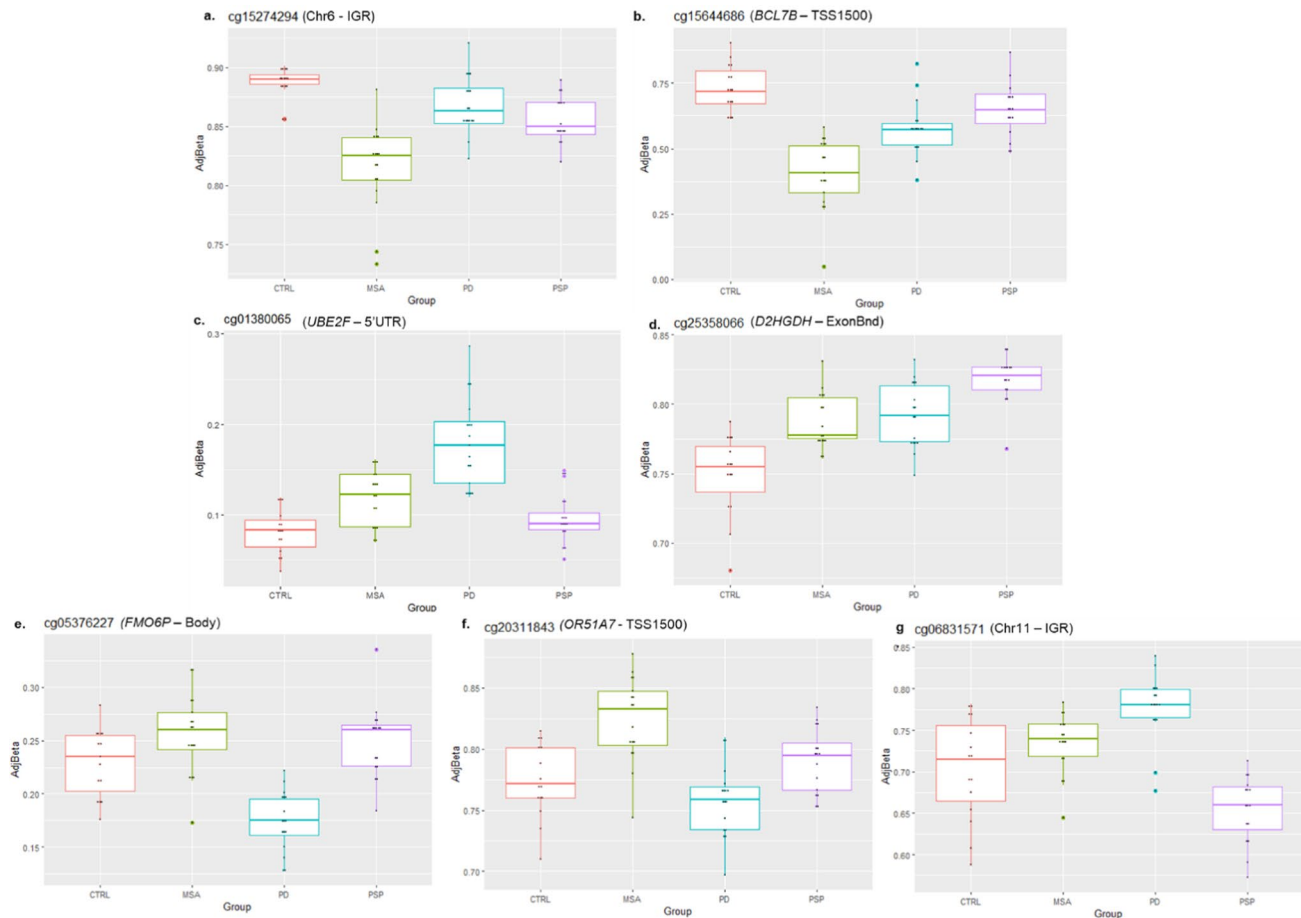 a. cg15274294 (Chr6 - IGR)
0.90
0.85
0.80
0.75
AdjBeta
CTRL MSA PD PSP
Group
b. cg15644686 (BCL7B – TSS1500)
0.75
0.50
0.25
0.00
AdjBeta
CTRL MSA PD PSP
Group
c. cg01380065 (UBE2F – 5'UTR)
0.3
0.2
0.1
AdjBeta
CTRL MSA PD PSP
Group
d. cg25358066 (D2HGDH – ExonBnd)
0.85
0.80
0.75
0.70
AdjBeta
CTRL MSA PD PSP
Group
e. cg05376227 (FMO6P – Body)
0.30
0.25
0.20
0.15
AdjBeta
CTRL MSA PD PSP
Group
f. cg20311843 (OR51A7 - TSS1500)
0.85
0.80
0.75
0.70
AdjBeta
CTRL MSA PD PSP
Group
g cg06831571 (Chr11 – IGR)
0.85
0.80
0.75
0.70
0.65
0.60
AdjBeta
CTRL MSA PD PSP
Group